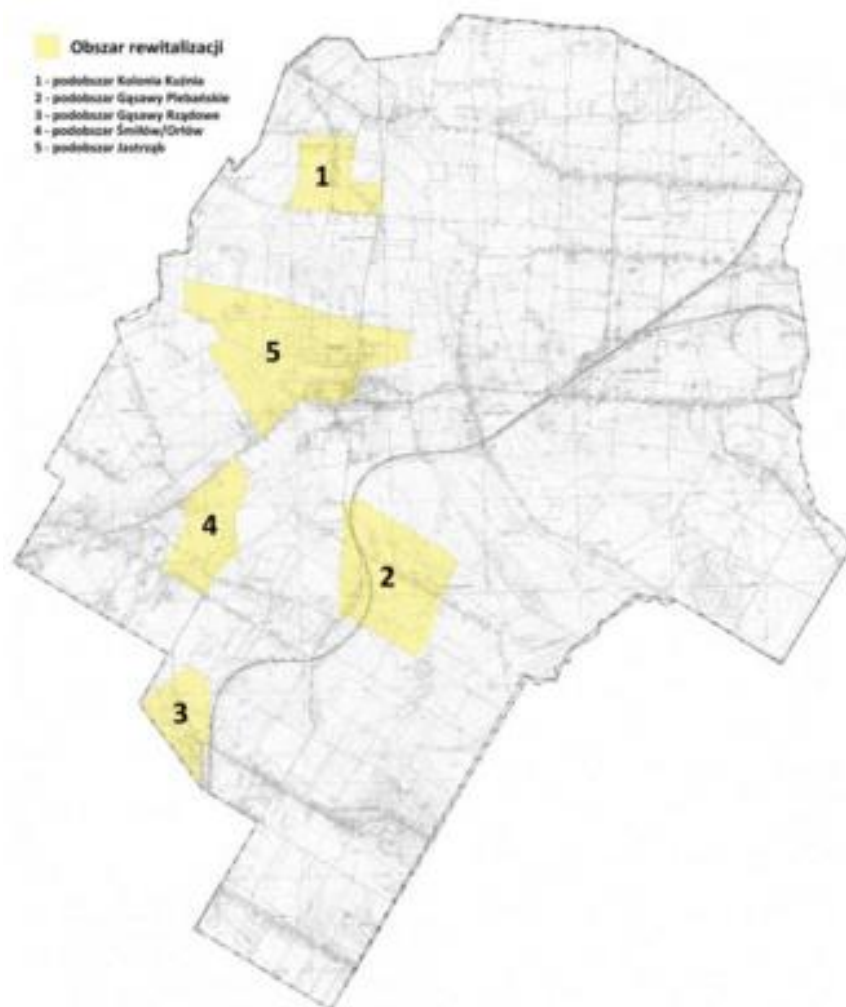 Obszar rewitalizacji
1 - podobszar Kolonia Kuźnia
2 - podobszar Gąsawy Plebańskie
3 - podobszar Gąsawy Rządowe
4 - podobszar Śmiłów/Orłów
5 - podobszar Jastrząb
1
5
4
2
3